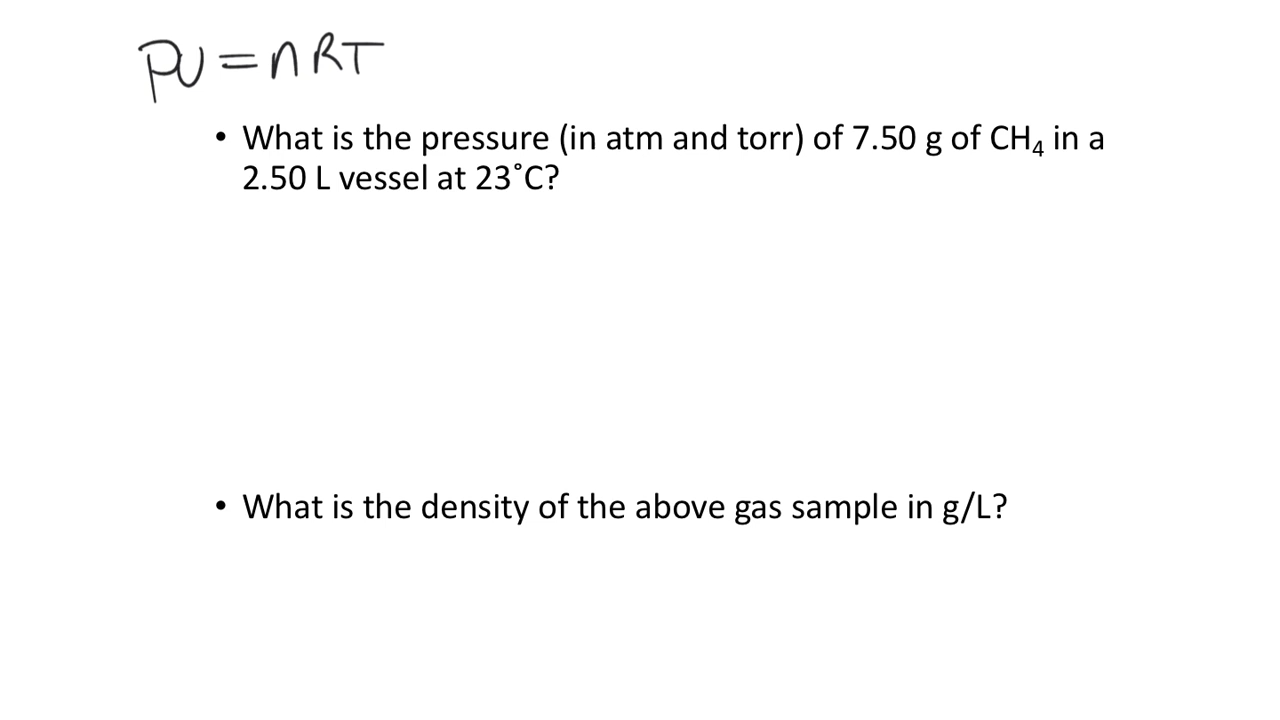 PV = nRT
• What is the pressure (in atm and torr) of 7.50 g of CH₄ in a
2.50 L vessel at 23˚C?
• What is the density of the above gas sample in g/L?